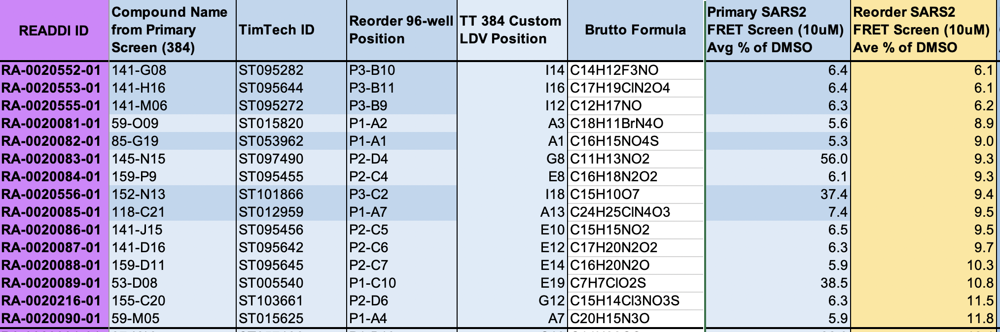 READDI ID | Compound Name from Primary Screen (384) | TimTech ID | Reorder 96-well Position | TT 384 Custom LDV Position | Brutto Formula | Primary SARS2 FRET Screen (10uM) Avg % of DMSO | Reorder SARS2 FRET Screen (10uM) Ave % of DMSO
RA-0020552-01 | 141-G08 | ST095282 | P3-B10 | I14 | C14H12F3NO | 6.4 | 6.1
RA-0020553-01 | 141-H16 | ST095644 | P3-B11 | I16 | C17H19ClN2O4 | 6.4 | 6.1
RA-0020555-01 | 141-M06 | ST095272 | P3-B9 | I12 | C12H17NO | 6.3 | 6.2
RA-0020081-01 | 59-O09 | ST015820 | P1-A2 | A3 | C18H11BrN4O | 5.6 | 8.9
RA-0020082-01 | 85-G19 | ST053962 | P1-A1 | A1 | C16H15NO4S | 5.3 | 9.0
RA-0020083-01 | 145-N15 | ST097490 | P2-D4 | G8 | C11H13NO2 | 56.0 | 9.3
RA-0020084-01 | 159-P9 | ST095455 | P2-C4 | E8 | C16H18N2O2 | 6.1 | 9.3
RA-0020556-01 | 152-N13 | ST101866 | P3-C2 | I18 | C15H10O7 | 37.4 | 9.4
RA-0020085-01 | 118-C21 | ST012959 | P1-A7 | A13 | C24H25ClN4O3 | 7.4 | 9.5
RA-0020086-01 | 141-J15 | ST095456 | P2-C5 | E10 | C15H15NO2 | 6.5 | 9.5
RA-0020087-01 | 141-D16 | ST095642 | P2-C6 | E12 | C17H20N2O2 | 6.3 | 9.7
RA-0020088-01 | 159-D11 | ST095645 | P2-C7 | E14 | C16H20N2O | 5.9 | 10.3
RA-0020089-01 | 53-D08 | ST005540 | P1-C10 | E19 | C7H7ClO2S | 38.5 | 10.8
RA-0020216-01 | 155-C20 | ST103661 | P2-D6 | G12 | C15H14Cl3NO3S | 6.3 | 11.5
RA-0020090-01 | 59-M05 | ST015625 | P1-A4 | A7 | C20H15N3O | 5.9 | 11.8